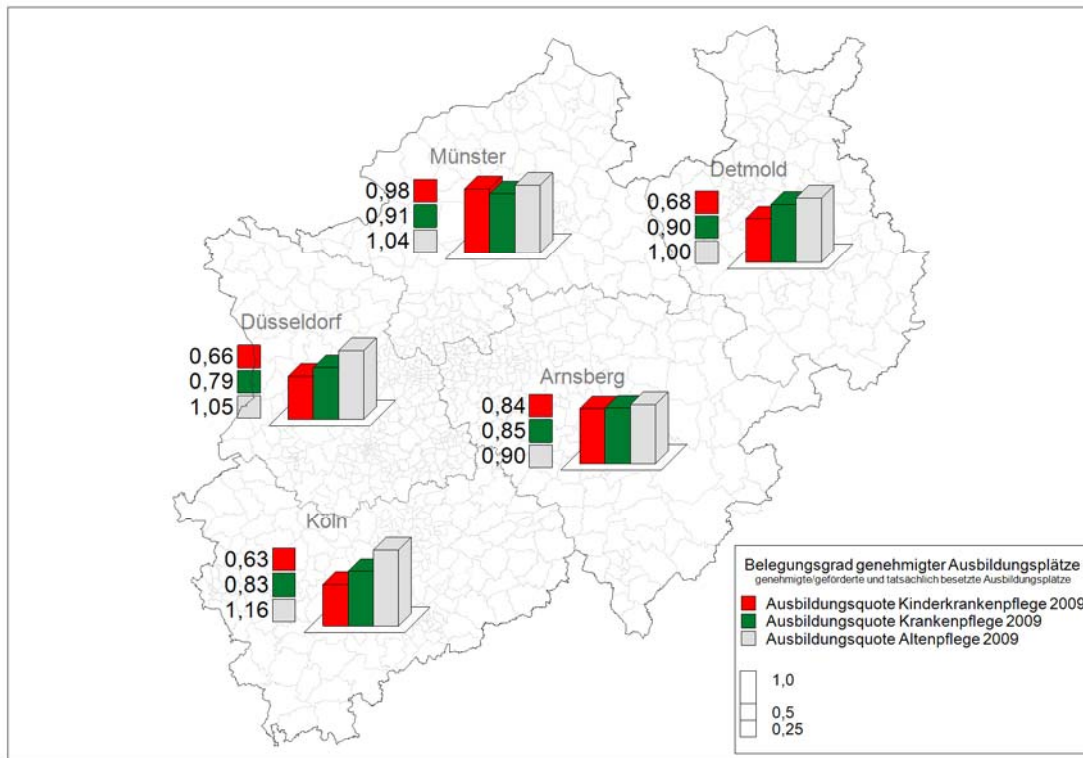 Münster
0,98
0,91
1,04
Detmold
0,68
0,90
1,00
Düsseldorf
0,66
0,79
1,05
Arnsberg
0,84
0,85
0,90
Köln
0,63
0,83
1,16
Belegungsgrad genehmigter Ausbildungsplätze
genehmigte/geförderte und tatsächlich besetzte Ausbildungsplätze
Ausbildungsquote Kinderkrankenpflege 2009
Ausbildungsquote Krankenpflege 2009
Ausbildungsquote Altenpflege 2009
1,0
0,5
0,25